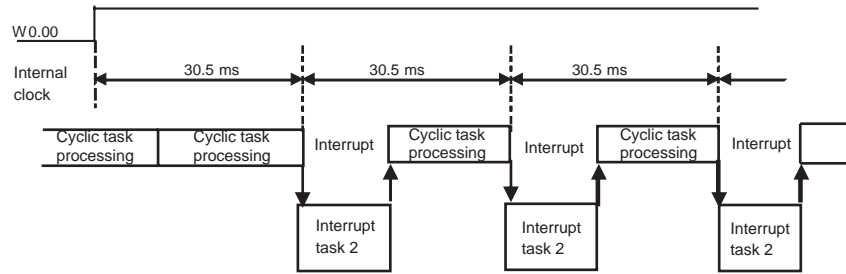 W0.00
Internal
clock
30.5 ms
30.5 ms
30.5 ms
Cyclic task
processing
Cyclic task
processing
Interrupt
Cyclic task
processing
Interrupt
Cyclic task
processing
Interrupt
Interrupt
task 2
Interrupt
task 2
Interrupt
task 2